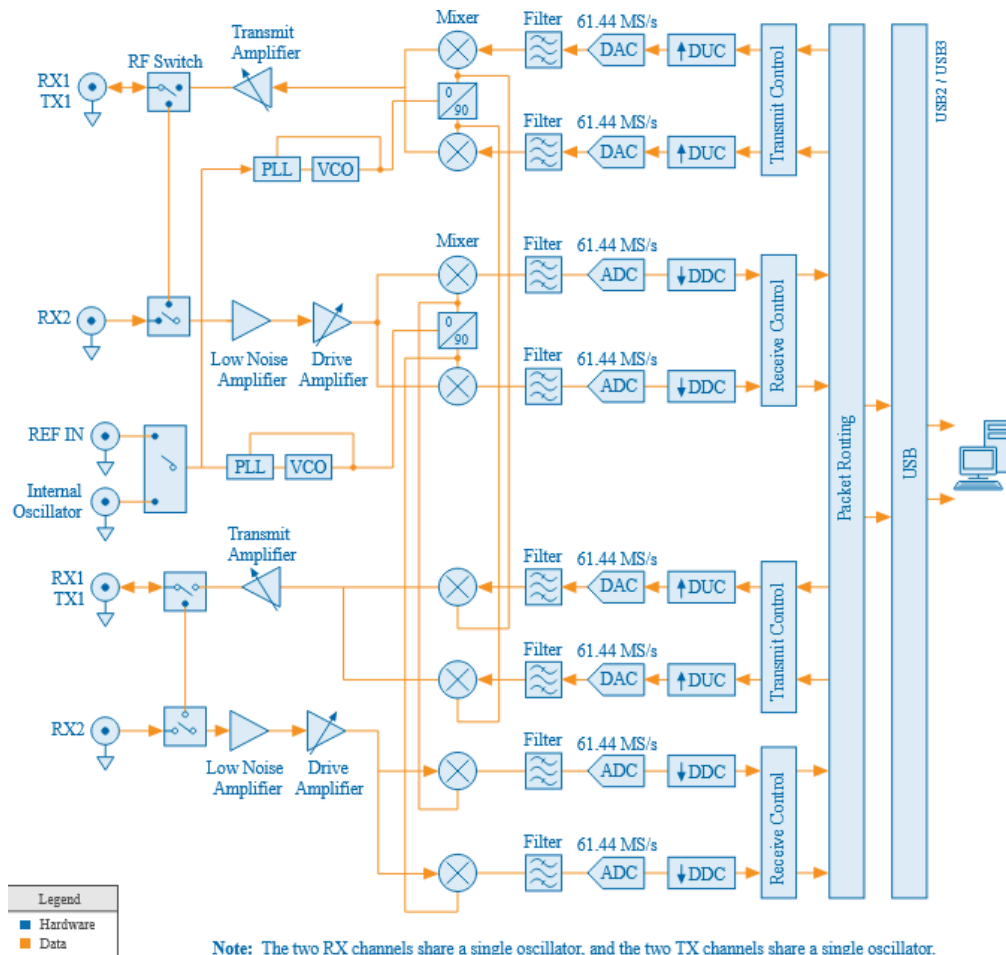 Transmit
Amplifier
Mixer
Filter 61.44 MS/s
RF Switch
RX1
TX1
DAC
↑DUC
0
90
Transmit Control
USB2 / USB3
Filter 61.44 MS/s
PLL
VCO
DAC
↑DUC
Mixer
Filter 61.44 MS/s
ADC
↓DDC
RX2
0
90
Low Noise
Amplifier
Drive
Amplifier
Receive Control
Filter 61.44 MS/s
ADC
↓DDC
REF IN
PLL
VCO
Internal
Oscillator
Packet Routing
USB
Transmit
Amplifier
Filter 61.44 MS/s
RX1
TX1
DAC
↑DUC
Transmit Control
Filter 61.44 MS/s
DAC
↑DUC
RX2
Low Noise
Amplifier
Drive
Amplifier
Filter 61.44 MS/s
ADC
↓DDC
Receive Control
Filter 61.44 MS/s
ADC
↓DDC
Legend
Hardware
Data
Note: The two RX channels share a single oscillator, and the two TX channels share a single oscillator.